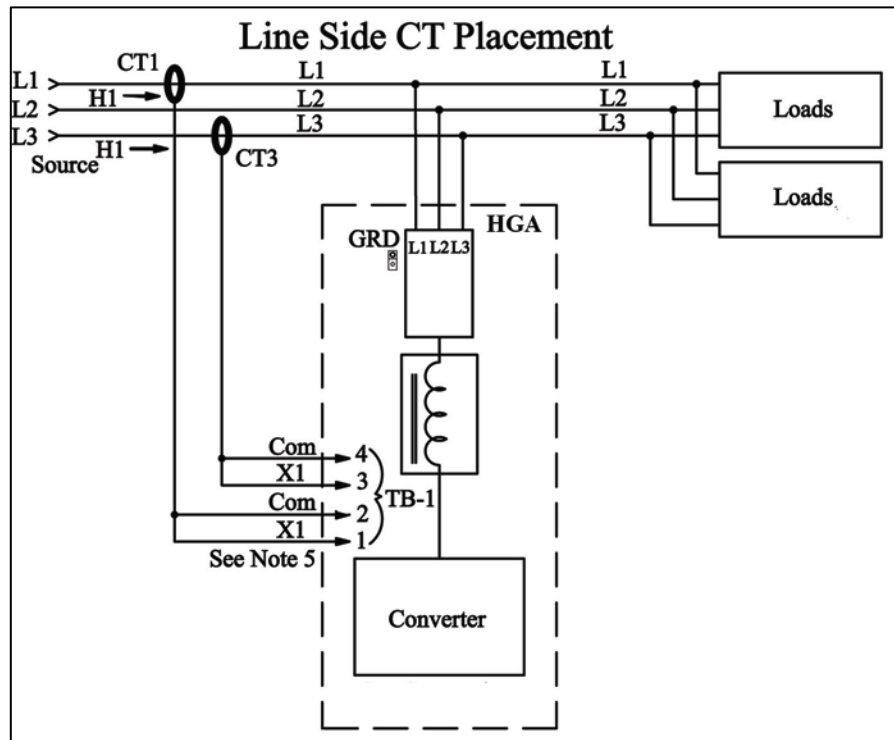 Line Side CT Placement
CT1
L1
L1
L1
H1
L2
L2
L2
L3
L3
L3
H1
CT3
Source
Loads
Loads
HGA
GRD
L1 L2 L3
Com
4
X1
3
TB-1
Com
2
X1
1
See Note 5
Converter